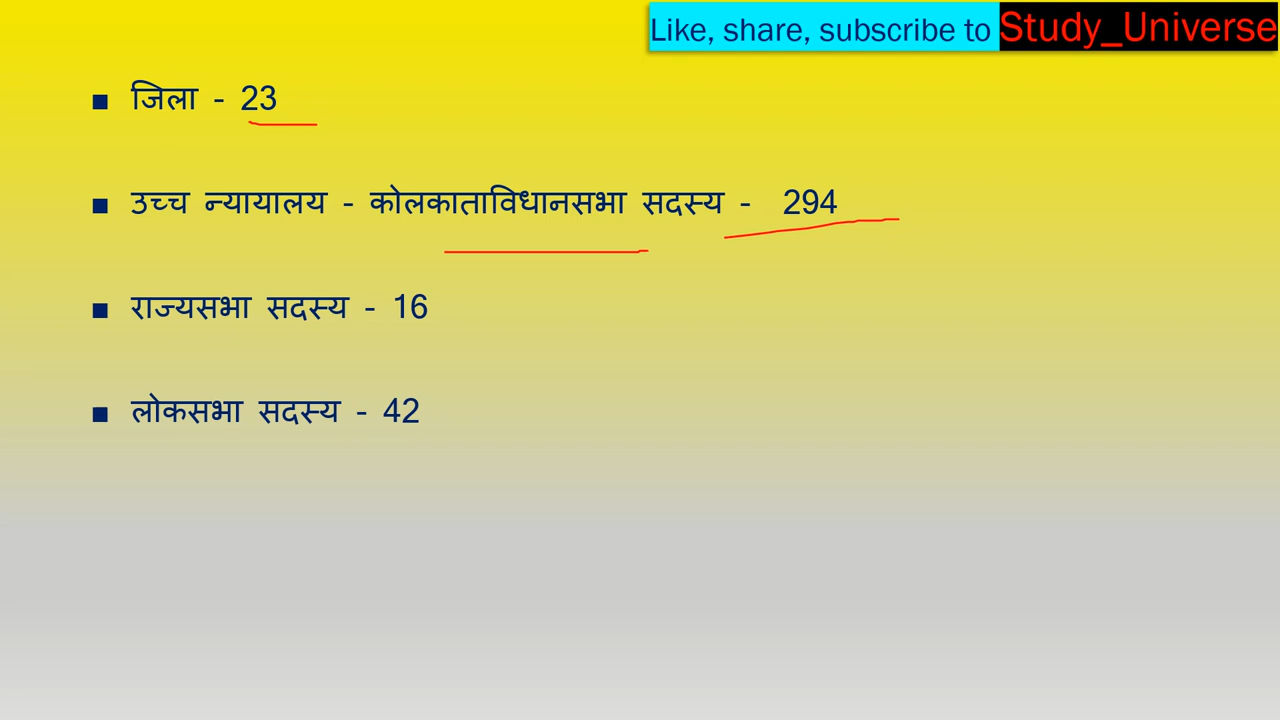 Like, share, subscribe to Study_Universe
▪ जिला - 23
▪ उच्च न्यायालय - कोलकाताविधानसभा सदस्य - 294
▪ राज्यसभा सदस्य - 16
▪ लोकसभा सदस्य - 42